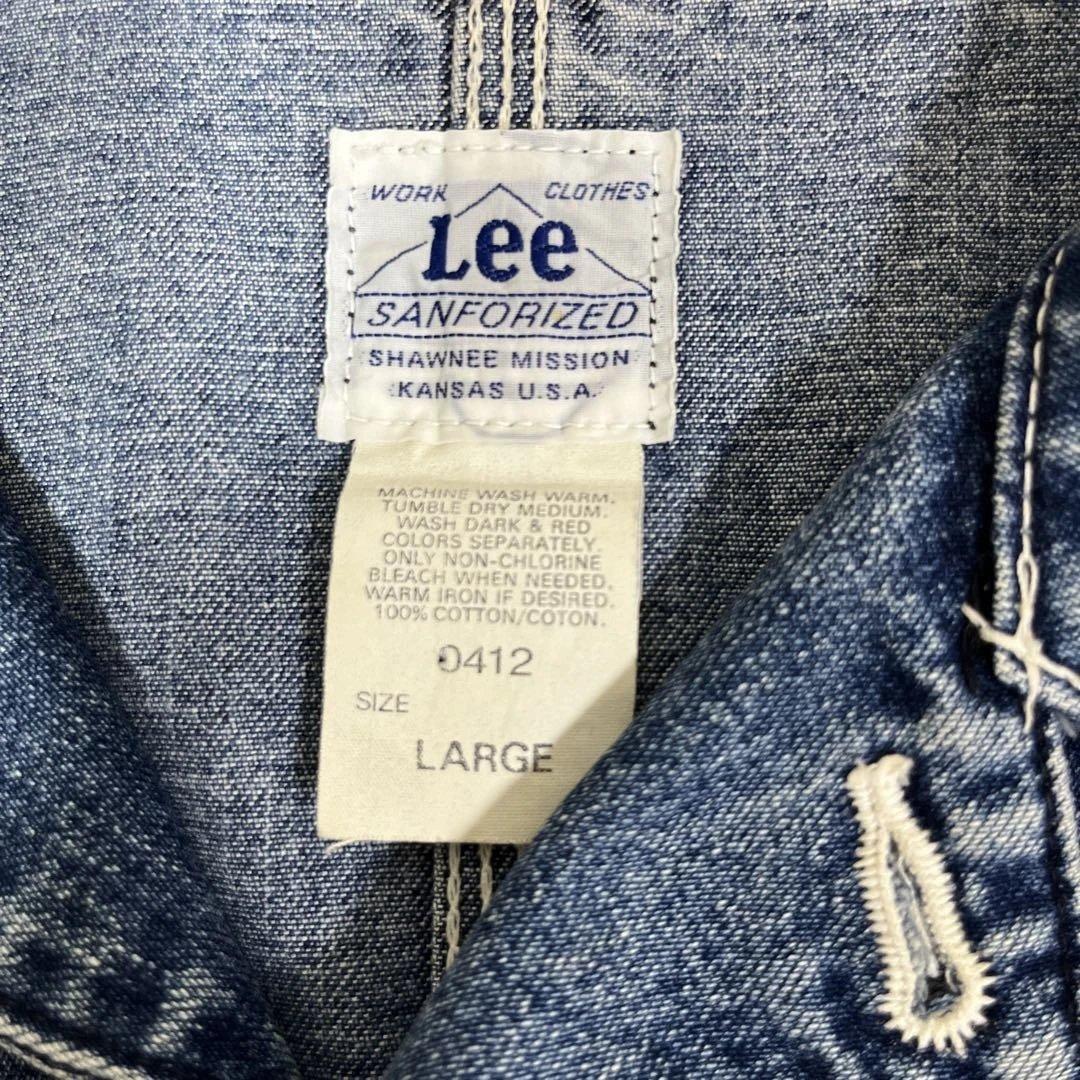 WORK CLOTHES
Lee
SANFORIZED
SHAWNEE MISSION
KANSAS U.S.A.
MACHINE WASH WARM.
TUMBLE DRY MEDIUM.
WASH DARK & RED
COLORS SEPARATELY.
ONLY NON-CHLORINE
BLEACH WHEN NEEDED.
WARM IRON IF DESIRED.
100% COTTON/COTON.
0412
SIZE
LARGE